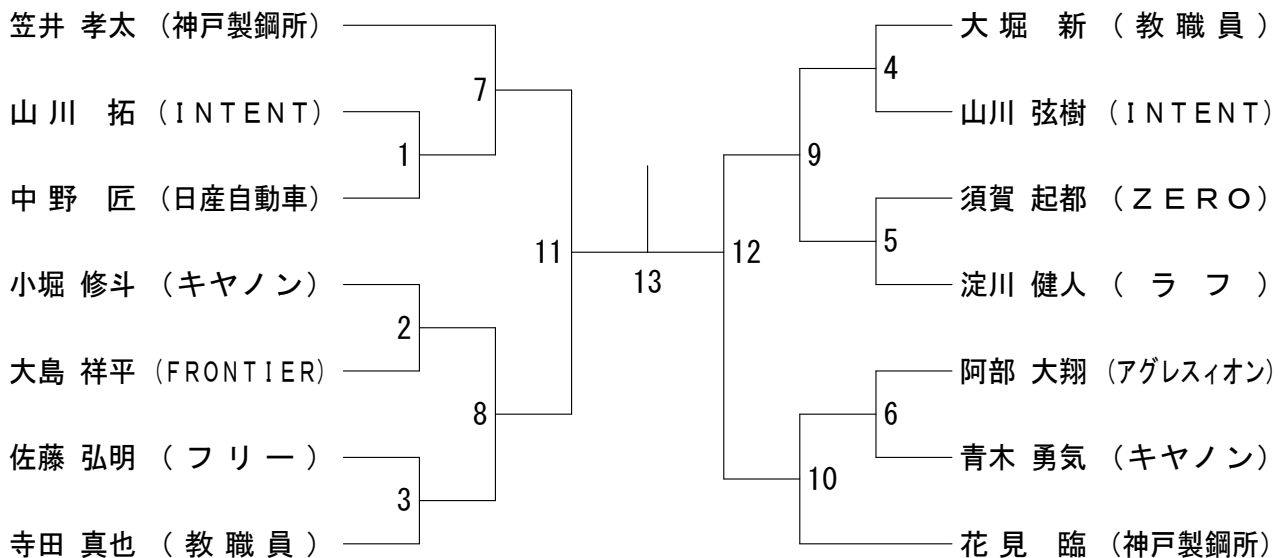 笠井 孝太 (神戸製鋼所)
山川 拓 (INTENT)
中野 匠 (日産自動車)
小堀 修斗 (キヤノン)
大島 祥平 (FRONTIER)
佐藤 弘明 (フリー)
寺田 真也 (教職員)
1
2
3
7
8
11
13
12
9
10
4
5
6
大堀 新 (教職員)
山川 弦樹 (INTENT)
須賀 起都 (ZERO)
淀川 健人 (ラフ)
阿部 大翔 (アグレスィオン)
青木 勇気 (キヤノン)
花見 臨 (神戸製鋼所)